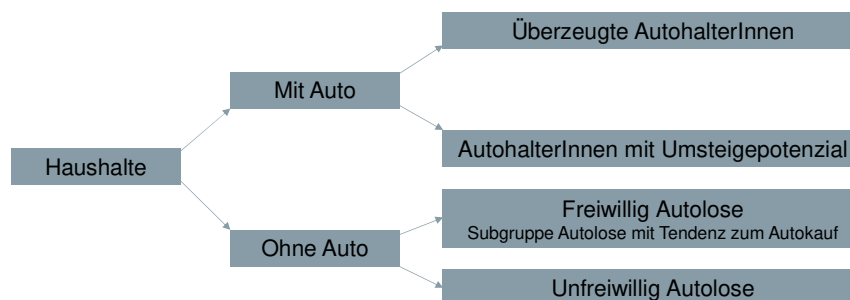 Überzeugte AutohalterInnen
Mit Auto
AutohalterInnen mit Umsteigepotenzial
Haushalte
Freiwillig Autolose
Subgruppe Autolose mit Tendenz zum Autokauf
Ohne Auto
Unfreiwillig Autolose